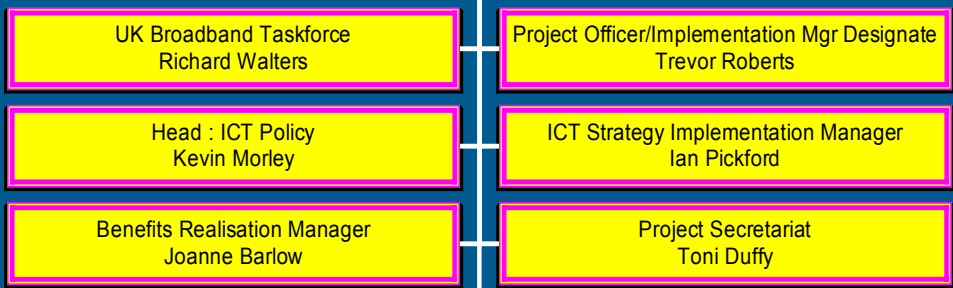 UK Broadband Taskforce
Richard Walters
Project Officer/Implementation Mgr Designate
Trevor Roberts
Head : ICT Policy
Kevin Morley
ICT Strategy Implementation Manager
Ian Pickford
Benefits Realisation Manager
Joanne Barlow
Project Secretariat
Toni Duffy